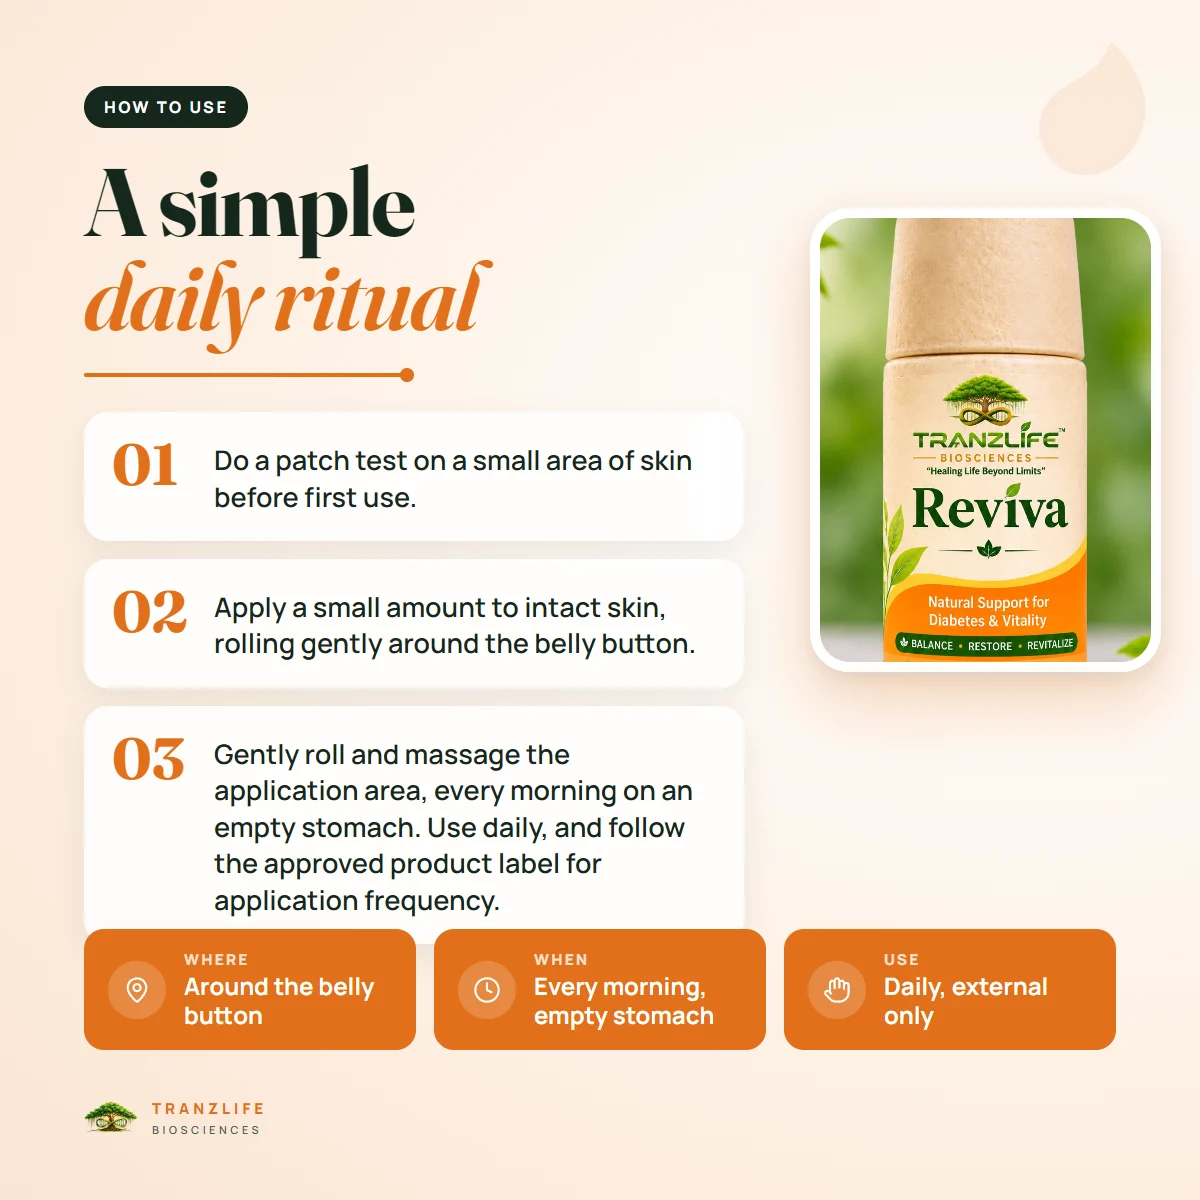 HOW TO USE
A simple
daily ritual
01
Do a patch test on a small area of skin
before first use.
02
Apply a small amount to intact skin,
rolling gently around the belly button.
03
Gently roll and massage the
application area, every morning on an
empty stomach. Use daily, and follow
the approved product label for
application frequency.
TRANZLIFE™
BIOSCIENCES
“Healing Life Beyond Limits”
Reviva
Natural Support for
Diabetes & Vitality
BALANCE • RESTORE • REVITALIZE
WHERE
Around the belly
button
WHEN
Every morning,
empty stomach
USE
Daily, external
only
TRANZLIFE
BIOSCIENCES